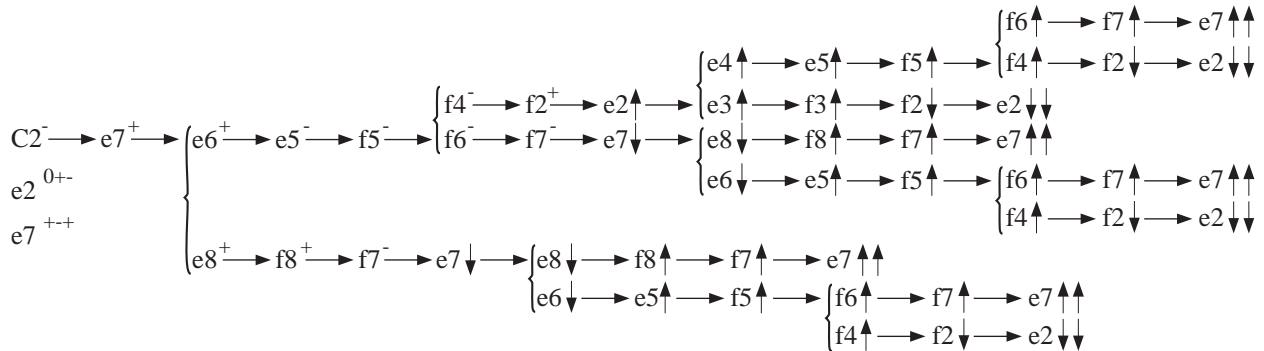 f6↑ → f7↑ → e7↑↑
e4↑ → e5↑ → f5↑ → f4↑ → f2↓ → e2↓↓
f4⁻ → f2⁺ → e2↑ → e3↑ → f3↑ → f2↓ → e2↓↓
C2⁻ → e7⁺ → e6⁺ → e5⁻ → f5⁻ → f6⁻ → f7⁻ → e7↓ → e8↓ → f8↑ → f7↑ → e7↑↑
e6↓ → e5↑ → f5↑ → f6↑ → f7↑ → e7↑↑
e2 ⁰⁺⁻
f4↑ → f2↓ → e2↓↓
e7 ⁺⁻⁺
e8⁺ → f8⁺ → f7⁻ → e7↓ → e8↓ → f8↑ → f7↑ → e7↑↑
e6↓ → e5↑ → f5↑ → f6↑ → f7↑ → e7↑↑
f4↑ → f2↓ → e2↓↓